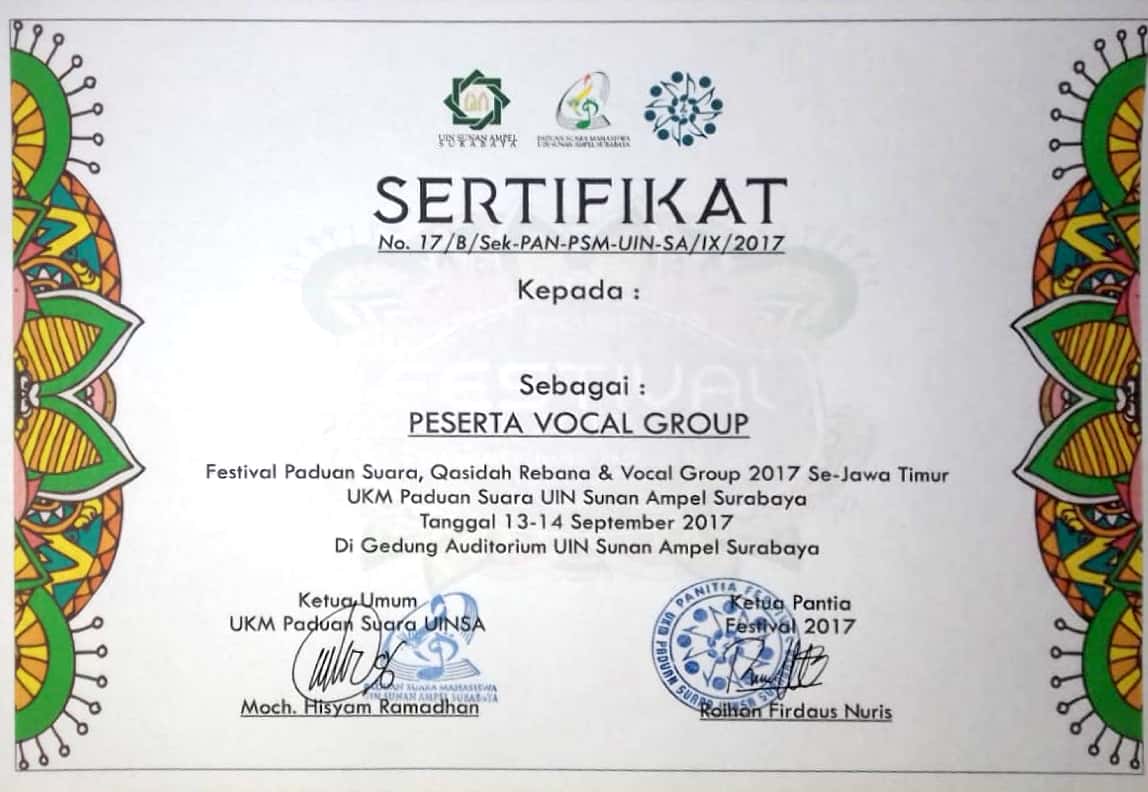 UIN SUNAN AMPEL
SURABAYA
PADUAN SUARA MAHASISWA
UIN SUNAN AMPEL SURABAYA
SERTIFIKAT
No. 17/B/Sek-PAN-PSM-UIN-SA/IX/2017
Kepada :
FESTIVAL
Sebagai :
PESERTA VOCAL GROUP
Festival Paduan Suara, Qasidah Rebana & Vocal Group 2017 Se-Jawa Timur
UKM Paduan Suara UIN Sunan Ampel Surabaya
Tanggal 13-14 September 2017
Di Gedung Auditorium UIN Sunan Ampel Surabaya
Ketua Umum
UKM Paduan Suara UINSA
PADUAN SUARA MAHASISWA
UIN SUNAN AMPEL SURABAYA
Moch. Hisyam Ramadhan
Ketua Pantia
Festival 2017
PANITIA
UKM PADUAN SUARA UINSA
Roihan Firdaus Nuris